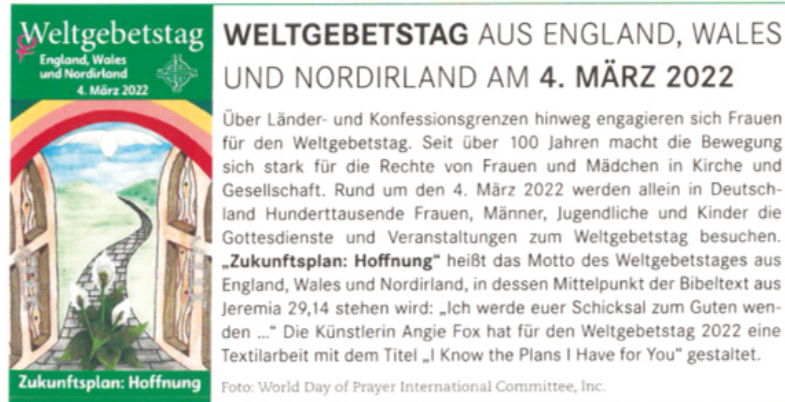 Weltgebetstag
England, Wales
und Nordirland
4. März 2022
Zukunftsplan: Hoffnung
WELTGEBETSTAG AUS ENGLAND, WALES
UND NORDIRLAND AM 4. MÄRZ 2022
Über Länder- und Konfessionsgrenzen hinweg engagieren sich Frauen
für den Weltgebetstag. Seit über 100 Jahren macht die Bewegung
sich stark für die Rechte von Frauen und Mädchen in Kirche und
Gesellschaft. Rund um den 4. März 2022 werden allein in Deutsch-
land Hunderttausende Frauen, Männer, Jugendliche und Kinder die
Gottesdienste und Veranstaltungen zum Weltgebetstag besuchen.
„Zukunftsplan: Hoffnung“ heißt das Motto des Weltgebetstages aus
England, Wales und Nordirland, in dessen Mittelpunkt der Bibeltext aus
Jeremia 29,14 stehen wird: „Ich werde euer Schicksal zum Guten wen-
den ...“ Die Künstlerin Angie Fox hat für den Weltgebetstag 2022 eine
Textilarbeit mit dem Titel „I Know the Plans I Have for You“ gestaltet.
Foto: World Day of Prayer International Committee, Inc.